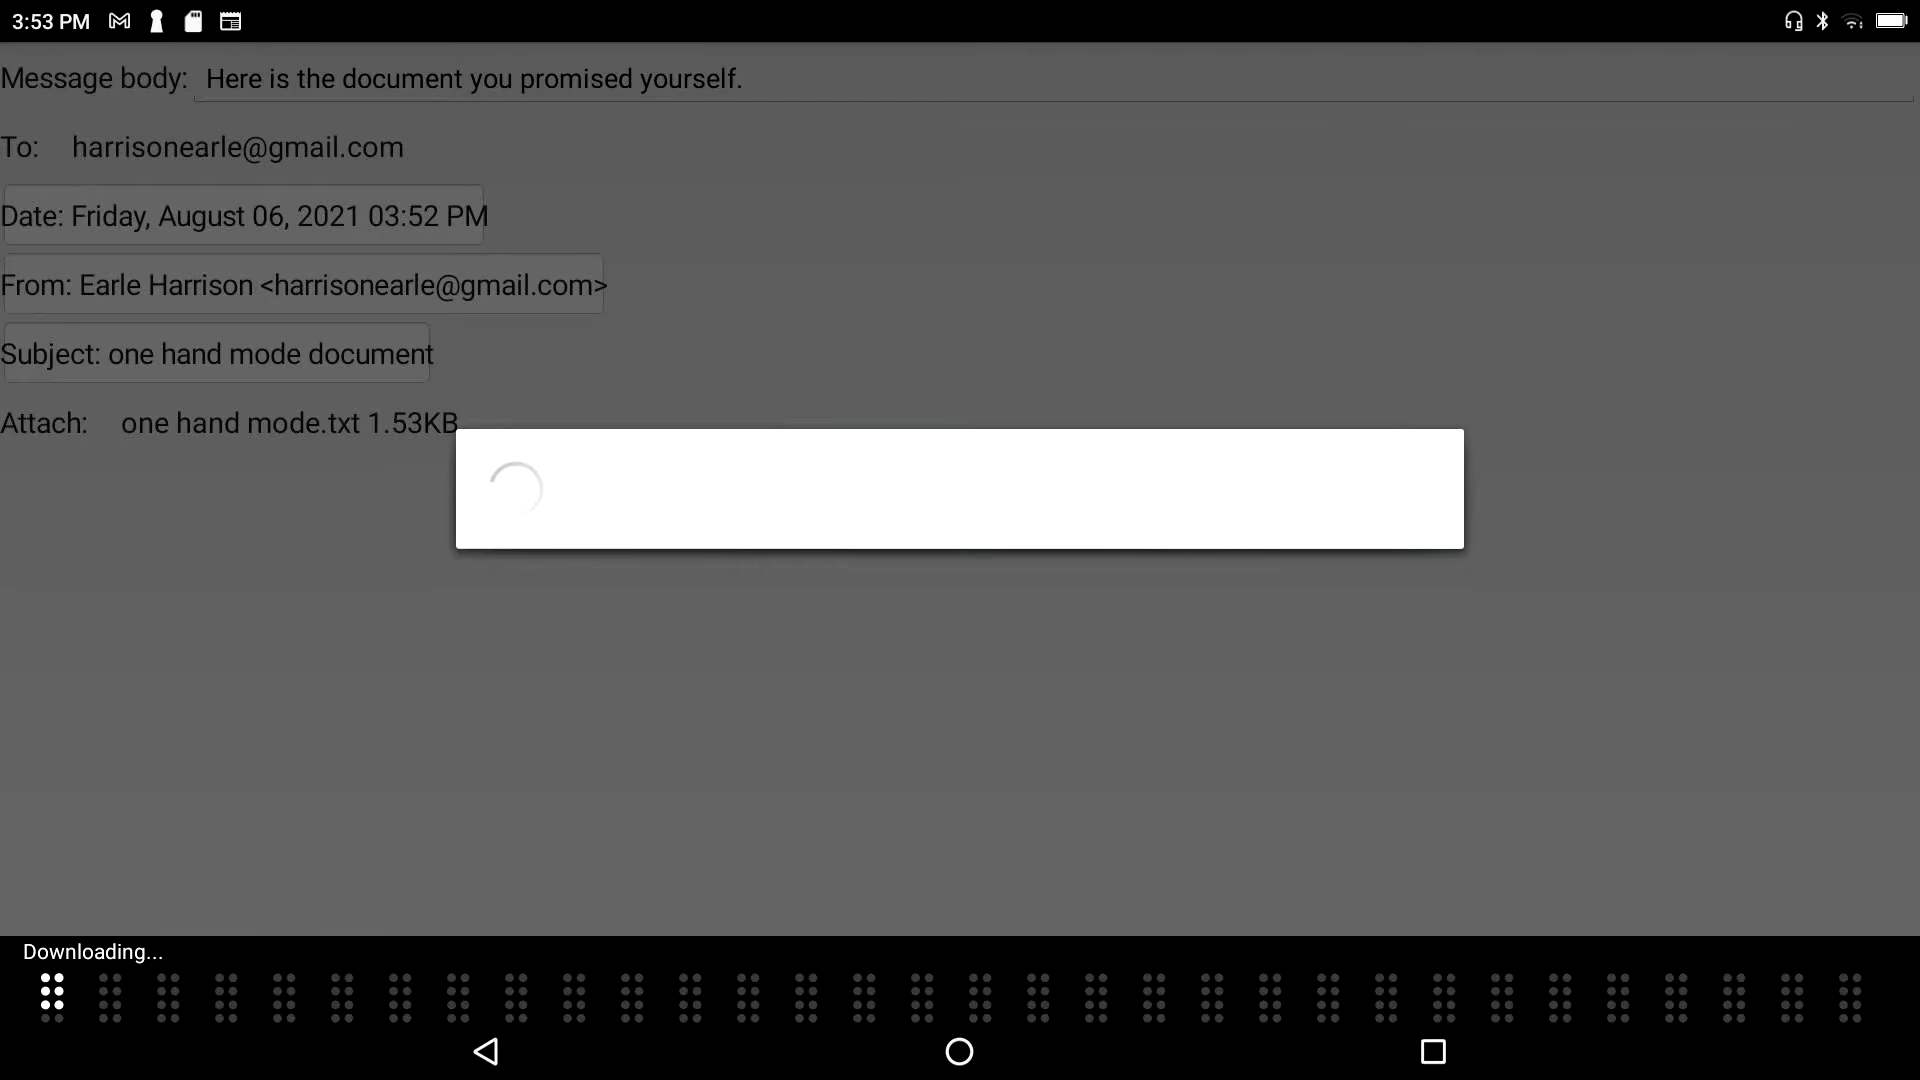 3:53 PM
Message body: Here is the document you promised yourself.
To: harrisonearle@gmail.com
Date: Friday, August 06, 2021 03:52 PM
From: Earle Harrison <harrisonearle@gmail.com>
Subject: one hand mode document
Attach: one hand mode.txt 1.53KB
Downloading...